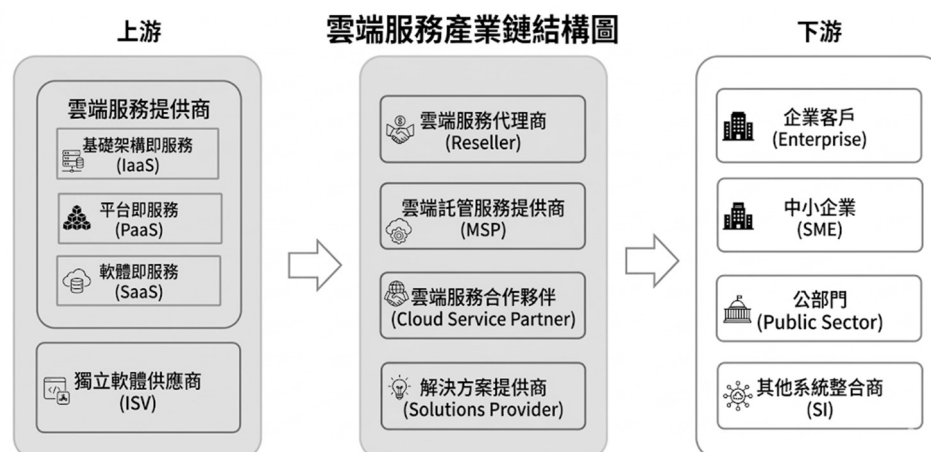 雲端服務產業鏈結構圖
上游
雲端服務提供商
基礎架構即服務
(IaaS)
平台即服務
(PaaS)
軟體即服務
(SaaS)
獨立軟體供應商
(ISV)
雲端服務代理商
(Reseller)
雲端託管服務提供商
(MSP)
雲端服務合作夥伴
(Cloud Service Partner)
解決方案提供商
(Solutions Provider)
下游
企業客戶
(Enterprise)
中小企業
(SME)
公部門
(Public Sector)
其他系統整合商
(SI)